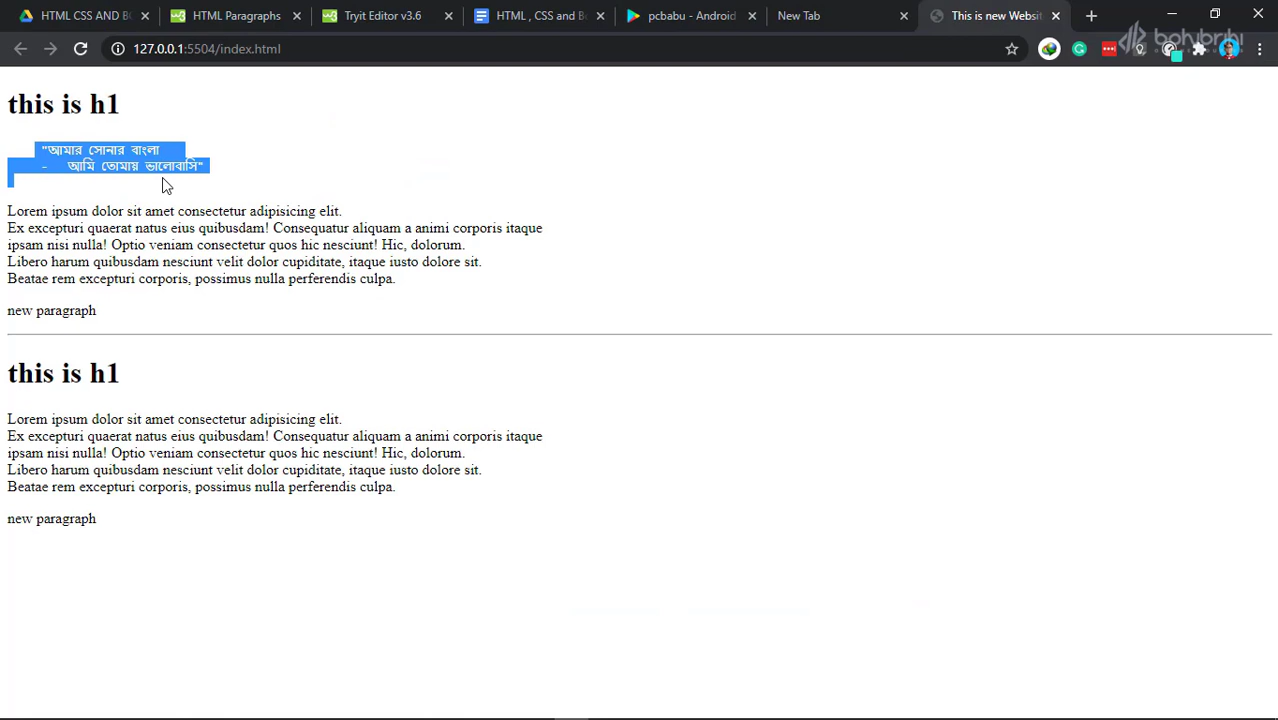 HTML CSS AND B
HTML Paragraphs
Tryit Editor v3.6
HTML , CSS and B
pcbabu - Android
New Tab
This is new Websi
127.0.0.1:5504/index.html
bohubrihi
this is h1
"আমার সোনার বাংলা
- আমি তোমায় ভালোবাসি"
Lorem ipsum dolor sit amet consectetur adipisicing elit.
Ex excepturi quaerat natus eius quibusdam! Consequatur aliquam a animi corporis itaque
ipsam nisi nulla! Optio veniam consectetur quos hic nesciunt! Hic, dolorum.
Libero harum quibusdam nesciunt velit dolor cupiditate, itaque iusto dolore sit.
Beatae rem excepturi corporis, possimus nulla perferendis culpa.
new paragraph
this is h1
Lorem ipsum dolor sit amet consectetur adipisicing elit.
Ex excepturi quaerat natus eius quibusdam! Consequatur aliquam a animi corporis itaque
ipsam nisi nulla! Optio veniam consectetur quos hic nesciunt! Hic, dolorum.
Libero harum quibusdam nesciunt velit dolor cupiditate, itaque iusto dolore sit.
Beatae rem excepturi corporis, possimus nulla perferendis culpa.
new paragraph